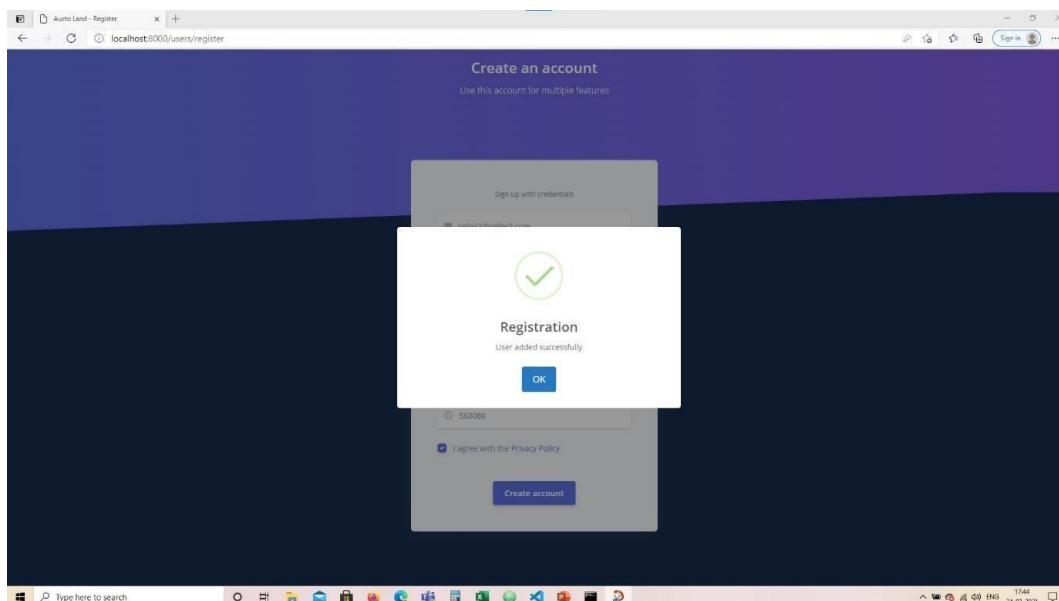 Aucto Land - Register
localhost:8000/users/register
Sign in
Create an account
Use this account for multiple features
Sign up with credentials
Registration
User added successfully
OK
560086
I agree with the Privacy Policy
Create account
Type here to search
ENG
17:44